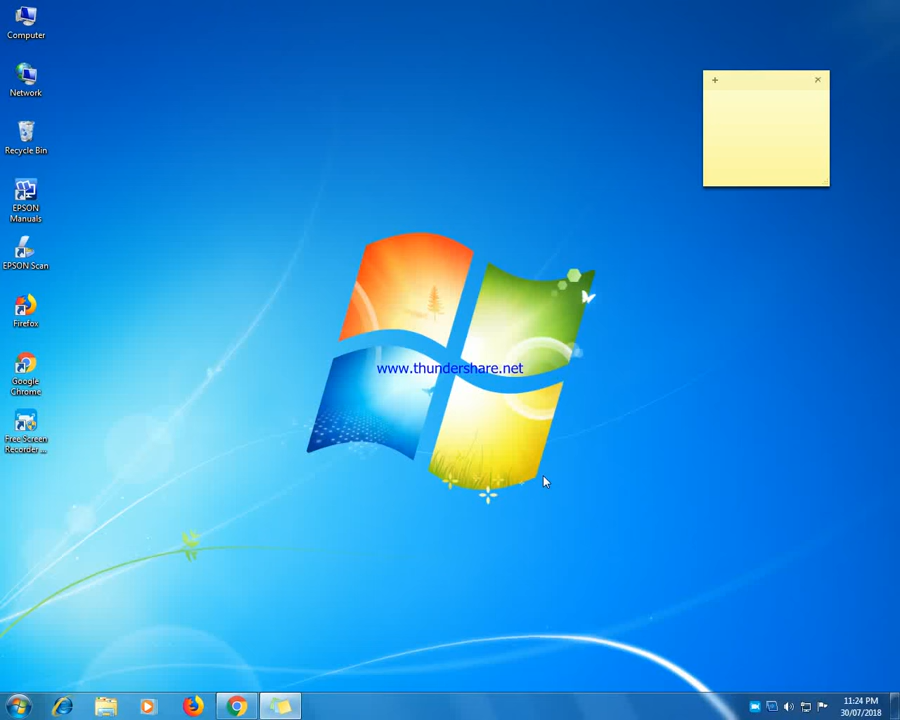 Computer
Network
Recycle Bin
EPSON
Manuals
EPSON Scan
Firefox
Google
Chrome
Free Screen
Recorder ...
+ ×
www.thundershare.net
11:24 PM
30/07/2018